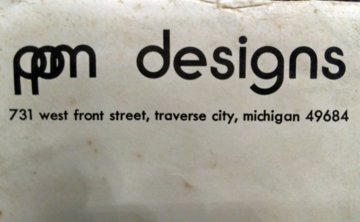 ppm designs
731 west front street, traverse city, michigan 49684